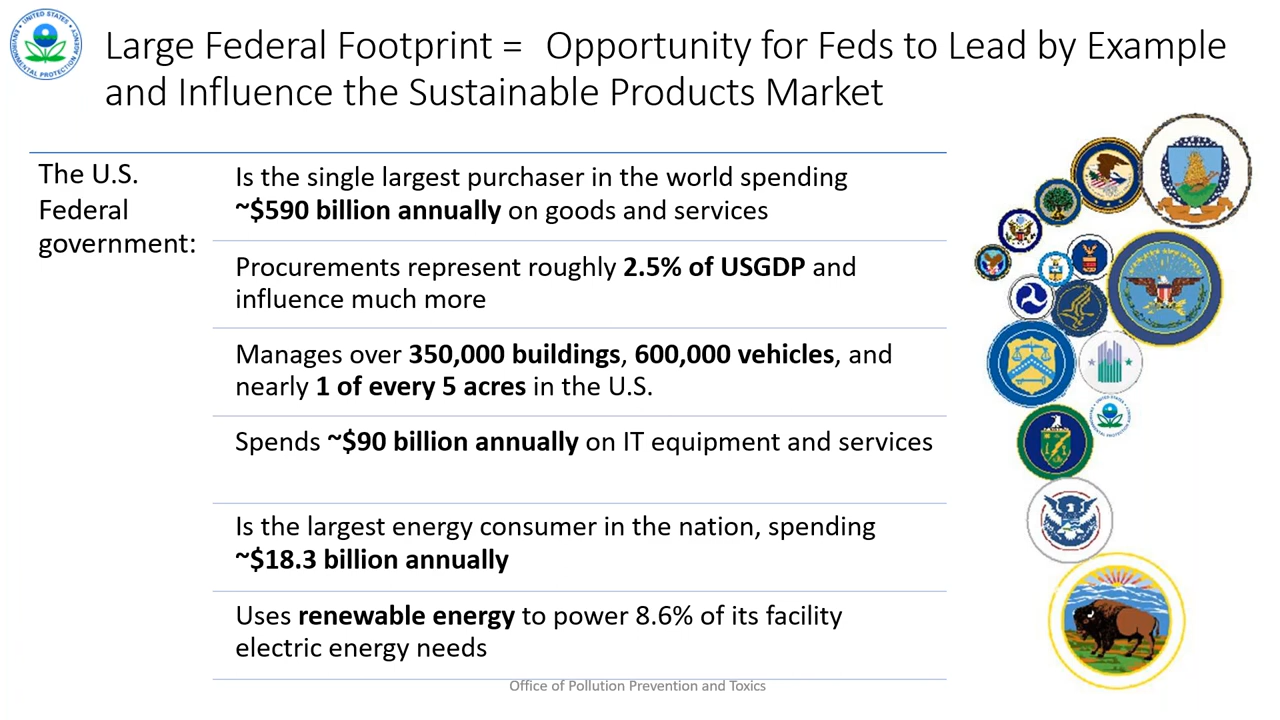 Large Federal Footprint = Opportunity for Feds to Lead by Example
and Influence the Sustainable Products Market
The U.S.
Federal
government:
Is the single largest purchaser in the world spending
~$590 billion annually on goods and services
Procurements represent roughly 2.5% of USGDP and
influence much more
Manages over 350,000 buildings, 600,000 vehicles, and
nearly 1 of every 5 acres in the U.S.
Spends ~$90 billion annually on IT equipment and services
Is the largest energy consumer in the nation, spending
~$18.3 billion annually
Uses renewable energy to power 8.6% of its facility
electric energy needs
Office of Pollution Prevention and Toxics
UNITED STATES
ENVIRONMENTAL PROTECTION AGENCY